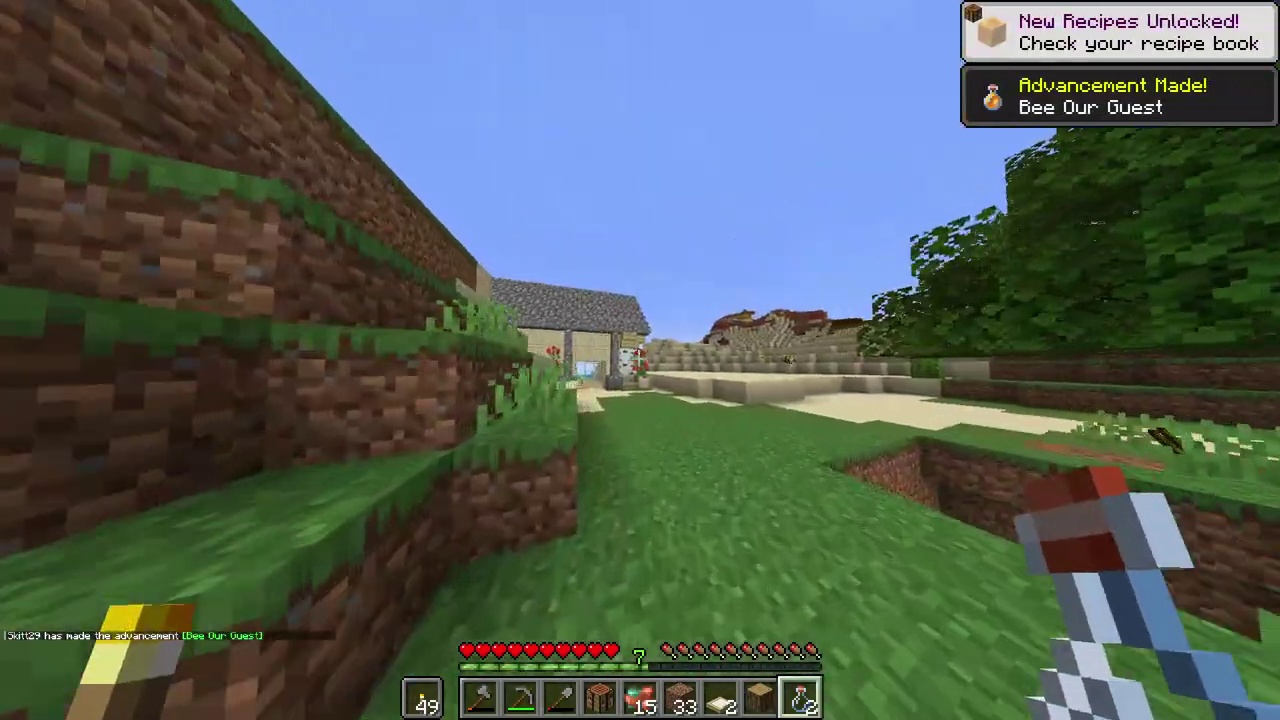 New Recipes Unlocked!
Check your recipe book
Advancement Made!
Bee Our Guest
Skitt29 has made the advancement [Bee Our Guest]
7
49
15
33
2
2